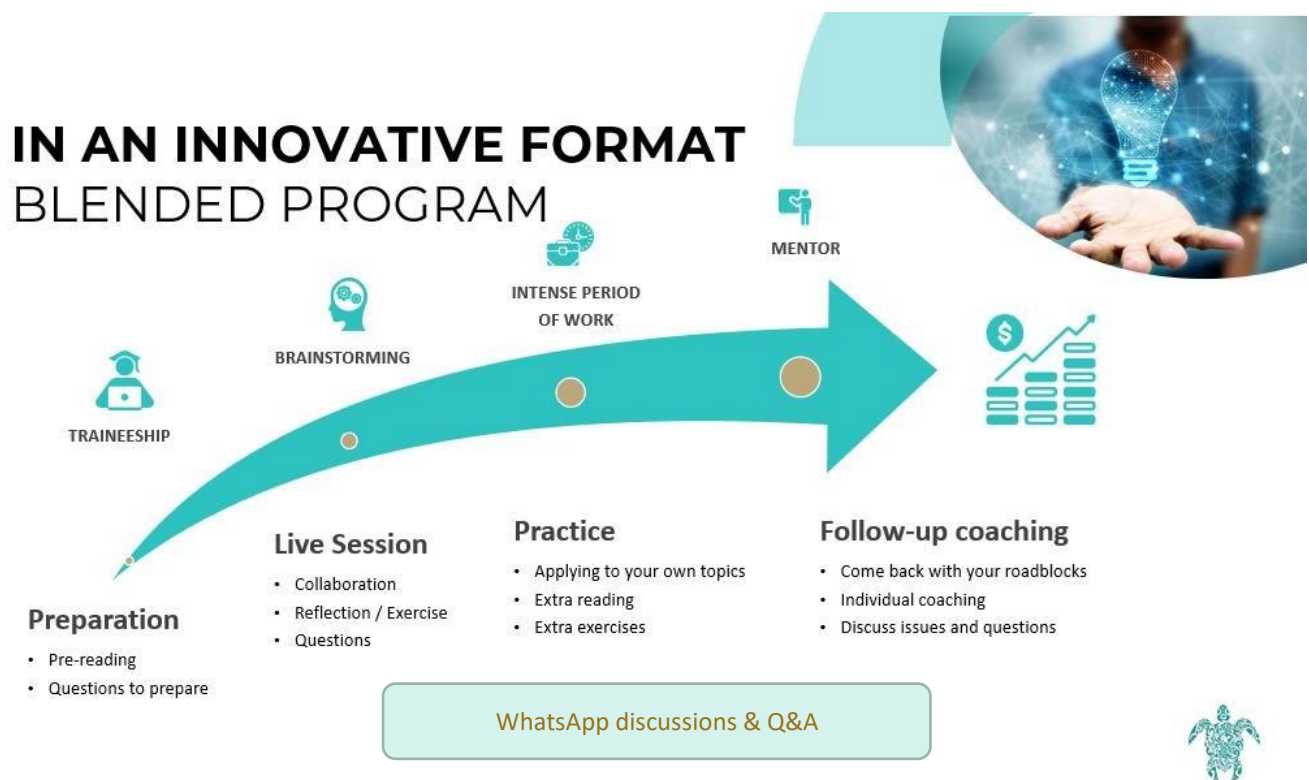 IN AN INNOVATIVE FORMAT
BLENDED PROGRAM
TRAINEESHIP
BRAINSTORMING
INTENSE PERIOD
OF WORK
MENTOR
$
Preparation
• Pre-reading
• Questions to prepare
Live Session
• Collaboration
• Reflection / Exercise
• Questions
Practice
• Applying to your own topics
• Extra reading
• Extra exercises
Follow-up coaching
• Come back with your roadblocks
• Individual coaching
• Discuss issues and questions
WhatsApp discussions & Q&A